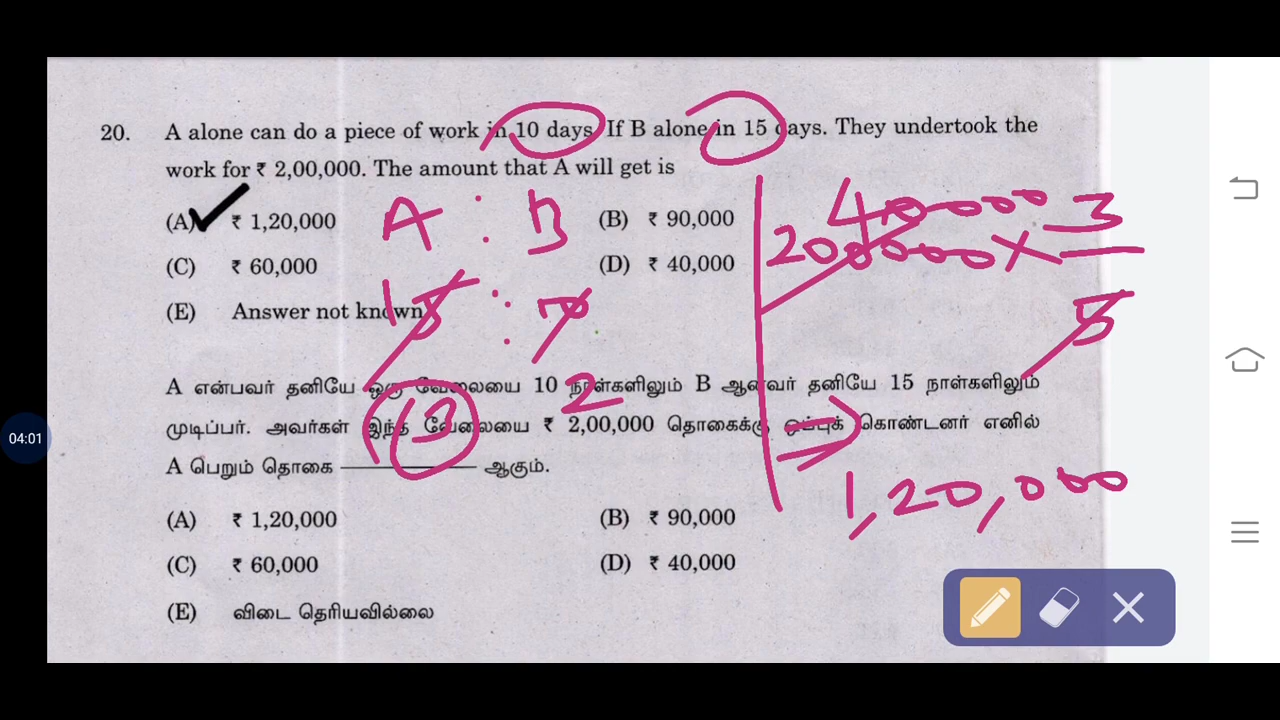 20. A alone can do a piece of work in 10 days. If B alone in 15 days. They undertook the
work for ₹ 2,00,000. The amount that A will get is
(A) ₹ 1,20,000 (B) ₹ 90,000
(C) ₹ 60,000 (D) ₹ 40,000
(E) Answer not known
A : B
15 :
3 2
40000
200000 × 3
5
⇒ 1,20,000
A என்பவர் தனியே ஒரு வேலையை 10 நாள்களிலும் B ஆனவர் தனியே 15 நாள்களிலும்
முடிப்பர். அவர்கள் இந்த வேலையை ₹ 2,00,000 தொகைக்கு ஒப்புக் கொண்டனர் எனில்
A பெறும் தொகை ———— ஆகும்.
(A) ₹ 1,20,000 (B) ₹ 90,000
(C) ₹ 60,000 (D) ₹ 40,000
(E) விடை தெரியவில்லை
04:01